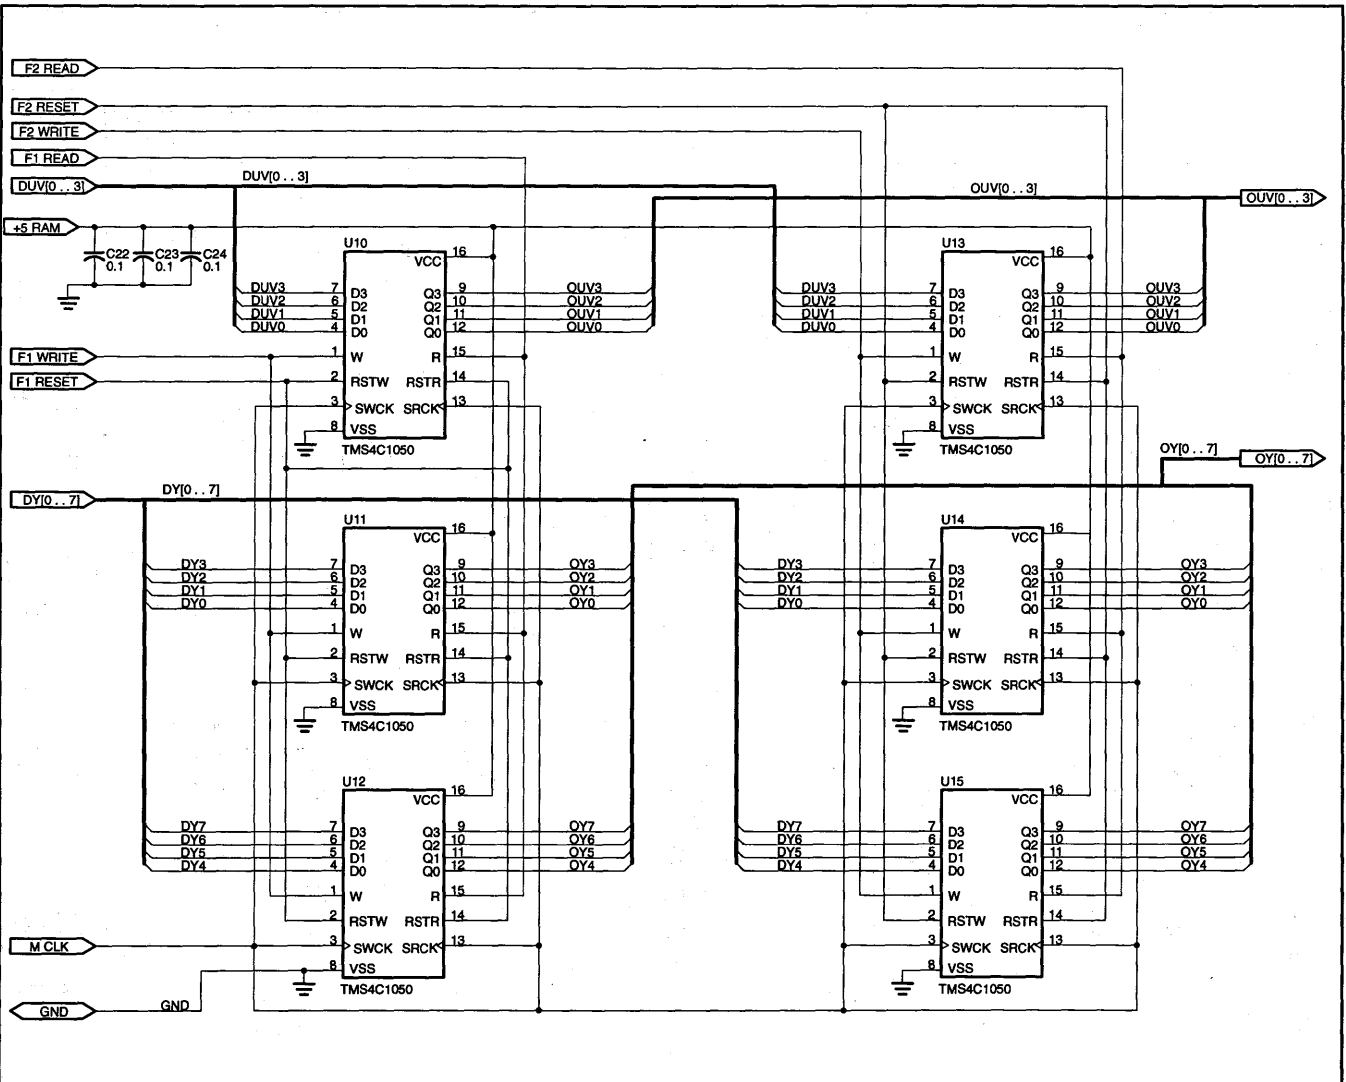 F2 READ
F2 RESET
F2 WRITE
F1 READ
DUV[0 . . 3]
DUV[0 . . 3]
OUV[0 . . 3]
OUV[0 . . 3]
+5 RAM
C22
0.1
C23
0.1
C24
0.1
U10
VCC 16
DUV3 7 D3 Q3 9 OUV3
DUV2 6 D2 Q2 10 OUV2
DUV1 5 D1 Q1 11 OUV1
DUV0 4 D0 Q0 12 OUV0
1 W R 15
2 RSTW RSTR 14
3 SWCK SRCK 13
8 VSS
TMS4C1050
U13
VCC 16
DUV3 7 D3 Q3 9 OUV3
DUV2 6 D2 Q2 10 OUV2
DUV1 5 D1 Q1 11 OUV1
DUV0 4 D0 Q0 12 OUV0
1 W R 15
2 RSTW RSTR 14
3 SWCK SRCK 13
8 VSS
TMS4C1050
F1 WRITE
F1 RESET
OY[0 . . 7]
OY[0 . . 7]
DY[0 . . 7]
DY[0 . . 7]
U11
VCC 16
DY3 7 D3 Q3 9 OY3
DY2 6 D2 Q2 10 OY2
DY1 5 D1 Q1 11 OY1
DY0 4 D0 Q0 12 OY0
1 W R 15
2 RSTW RSTR 14
3 SWCK SRCK 13
8 VSS
TMS4C1050
U14
VCC 16
DY3 7 D3 Q3 9 OY3
DY2 6 D2 Q2 10 OY2
DY1 5 D1 Q1 11 OY1
DY0 4 D0 Q0 12 OY0
1 W R 15
2 RSTW RSTR 14
3 SWCK SRCK 13
8 VSS
TMS4C1050
U12
VCC 16
DY7 7 D3 Q3 9 OY7
DY6 6 D2 Q2 10 OY6
DY5 5 D1 Q1 11 OY5
DY4 4 D0 Q0 12 OY4
1 W R 15
2 RSTW RSTR 14
3 SWCK SRCK 13
8 VSS
TMS4C1050
U15
VCC 16
DY7 7 D3 Q3 9 OY7
DY6 6 D2 Q2 10 OY6
DY5 5 D1 Q1 11 OY5
DY4 4 D0 Q0 12 OY4
1 W R 15
2 RSTW RSTR 14
3 SWCK SRCK 13
8 VSS
TMS4C1050
M CLK
GND
GND